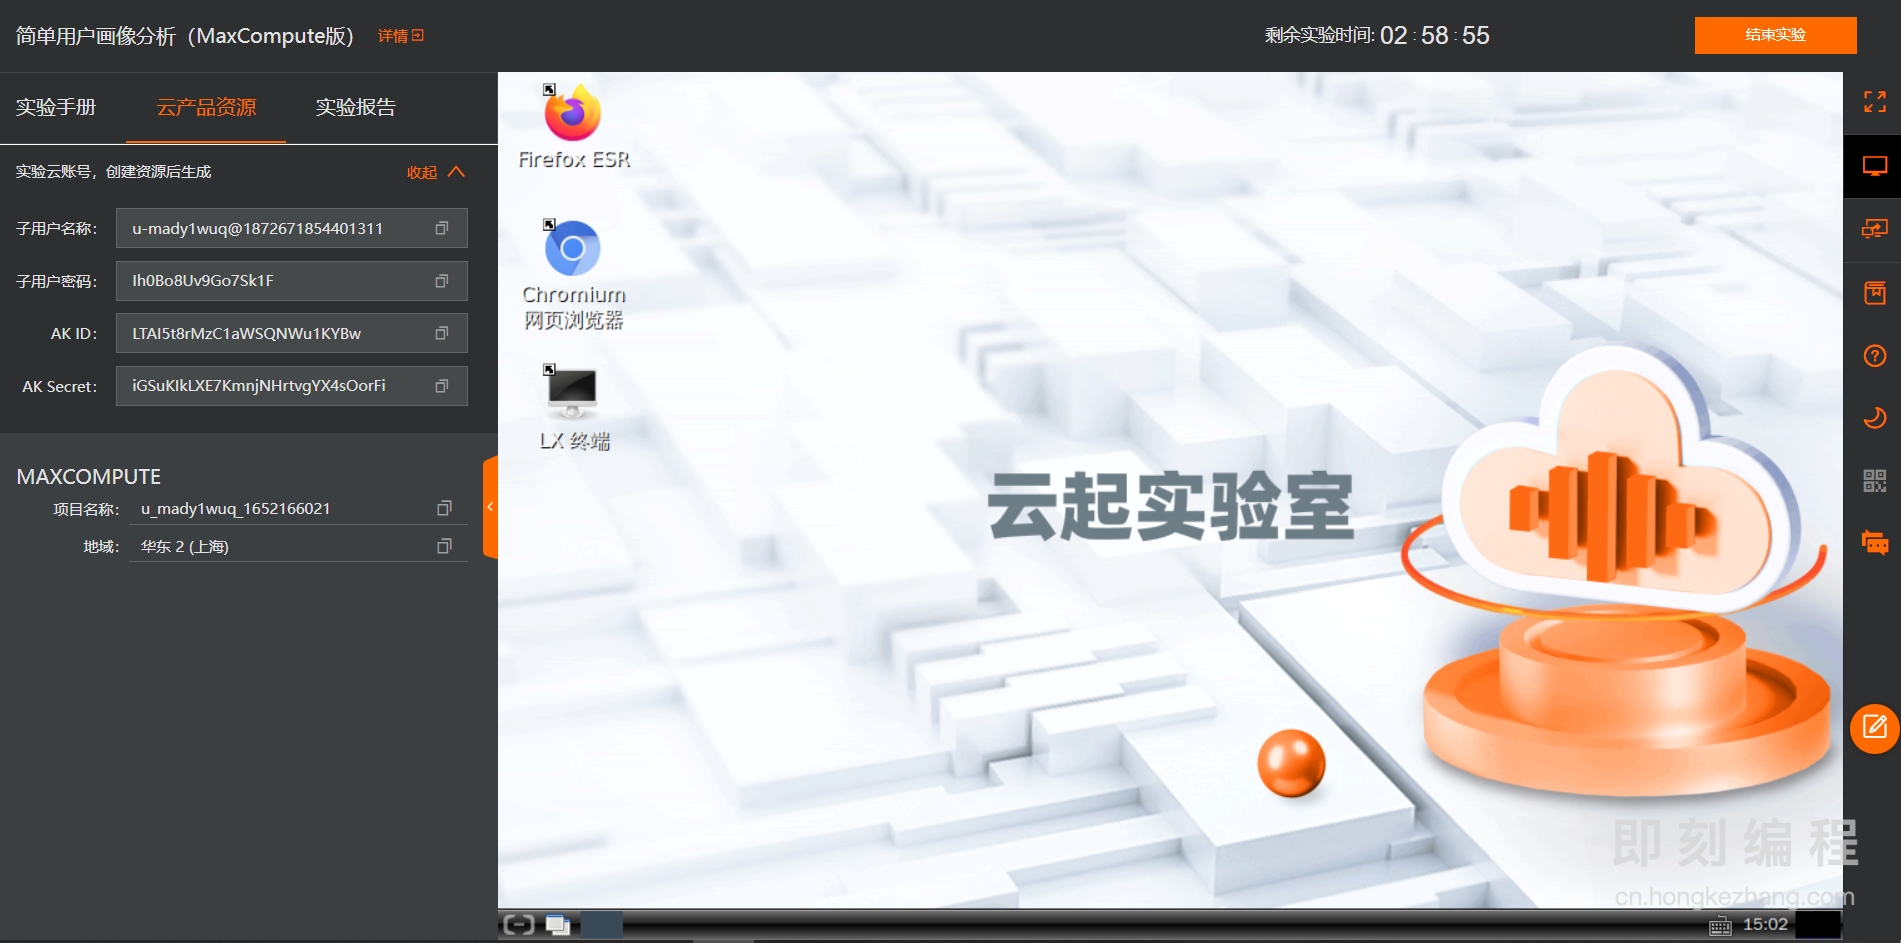 简单用户画像分析（MaxCompute版） 详情
剩余实验时间: 02 : 58 : 55
结束实验
实验手册 云产品资源 实验报告
实验云账号，创建资源后生成 收起
子用户名称： u-mady1wuq@1872671854401311
子用户密码： Ih0Bo8Uv9Go7Sk1F
AK ID： LTAI5t8rMzC1aWSQNWu1KYBw
AK Secret： iGSuKIkLXE7KmnjNHrtvgYX4sOorFi
MAXCOMPUTE
项目名称： u_mady1wuq_1652166021
地域： 华东 2 (上海)
Firefox ESR
Chromium
网页浏览器
LX 终端
云起实验室
即刻编程
cn.hongkezhang.com
15:02